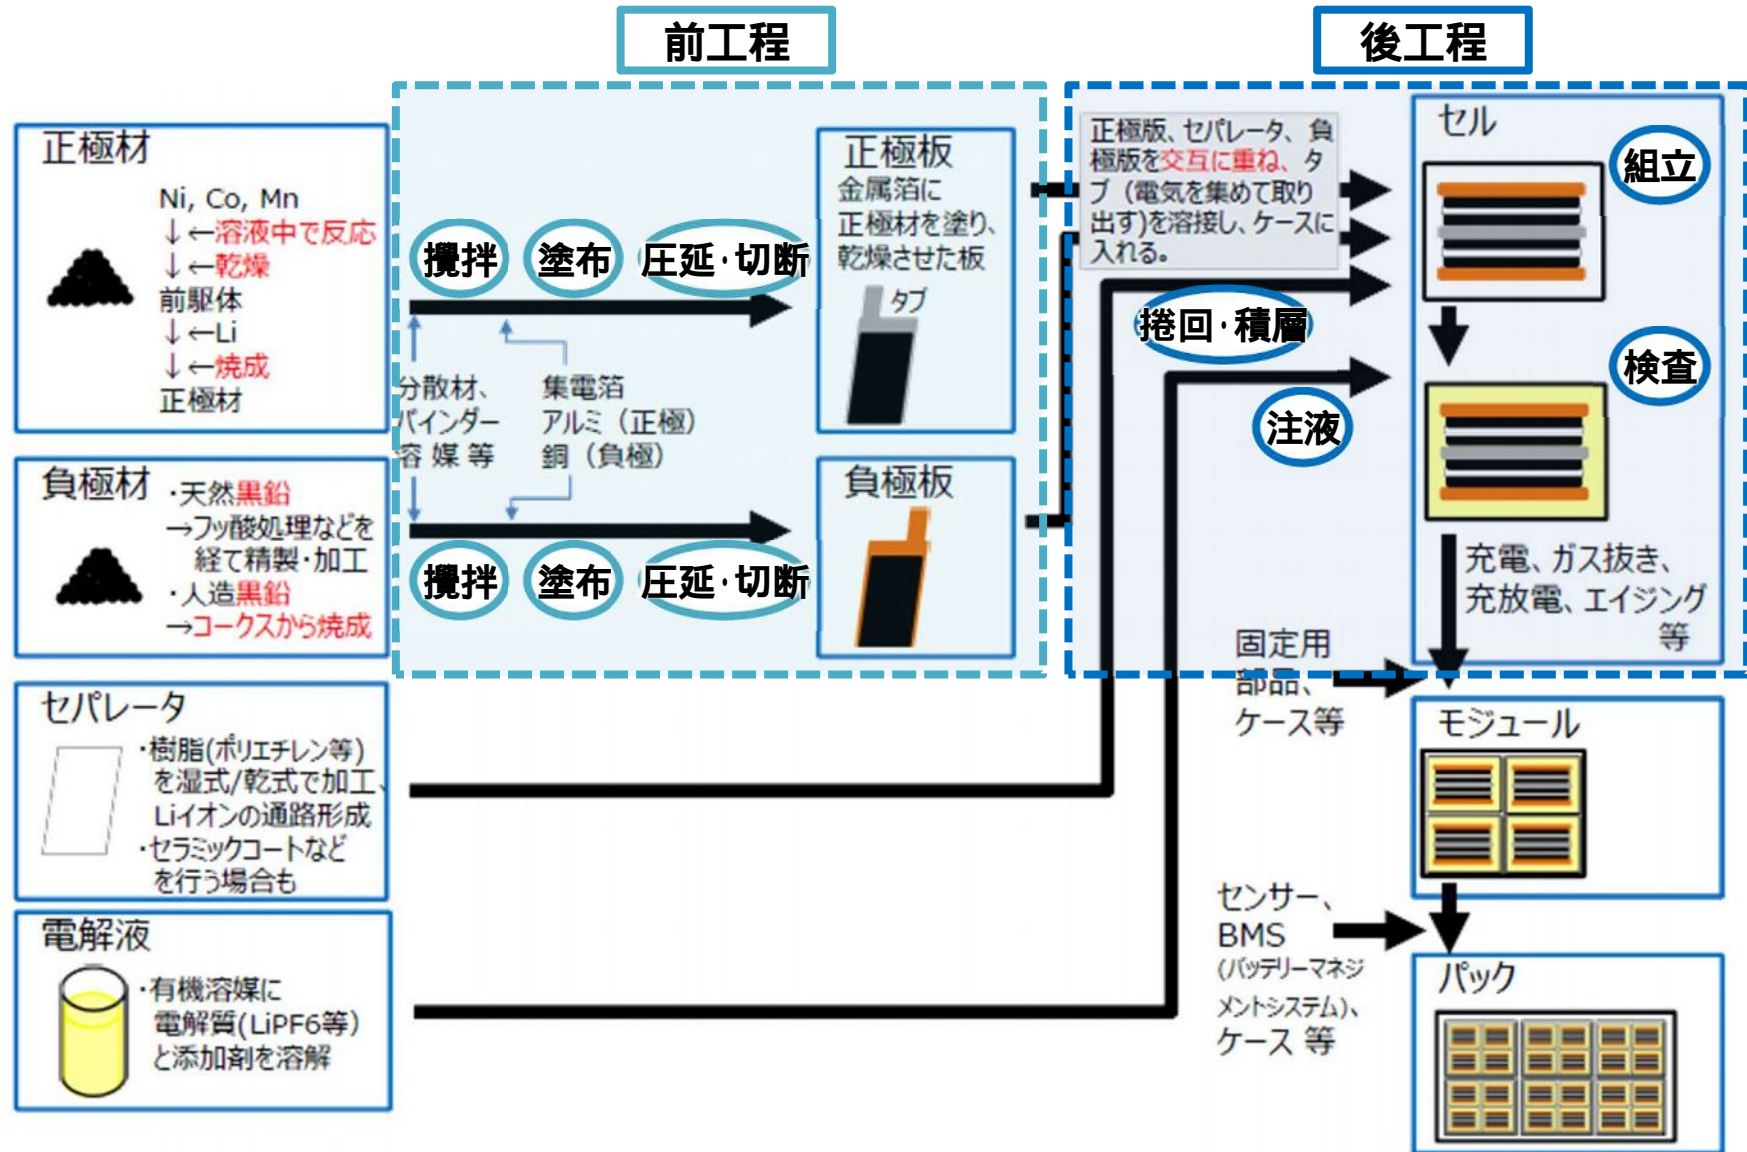 前工程
後工程
正極材
Ni, Co, Mn
↓←溶液中で反応
↓←乾燥
前駆体
↓←Li
↓←焼成
正極材
負極材
・天然黒鉛
→フッ酸処理などを
経て精製・加工
・人造黒鉛
→コークスから焼成
セパレータ
・樹脂(ポリエチレン等)
を湿式/乾式で加工、
Liイオンの通路形成
・セラミックコートなど
を行う場合も
電解液
・有機溶媒に
電解質(LiPF6等)
と添加剤を溶解
攪拌
塗布
圧延・切断
分散材、
バインダー
溶媒等
集電箔
アルミ（正極）
銅（負極）
攪拌
塗布
圧延・切断
正極板
金属箔に
正極材を塗り、
乾燥させた板
タブ
負極板
正極版、セパレータ、負
極版を交互に重ね、タ
ブ（電気を集めて取り
出す)を溶接し、ケースに
入れる。
捲回・積層
注液
セル
組立
検査
充電、ガス抜き、
充放電、エイジング
等
固定用
部品、
ケース等
モジュール
センサー、
BMS
(バッテリーマネジ
メントシステム)、
ケース 等
パック